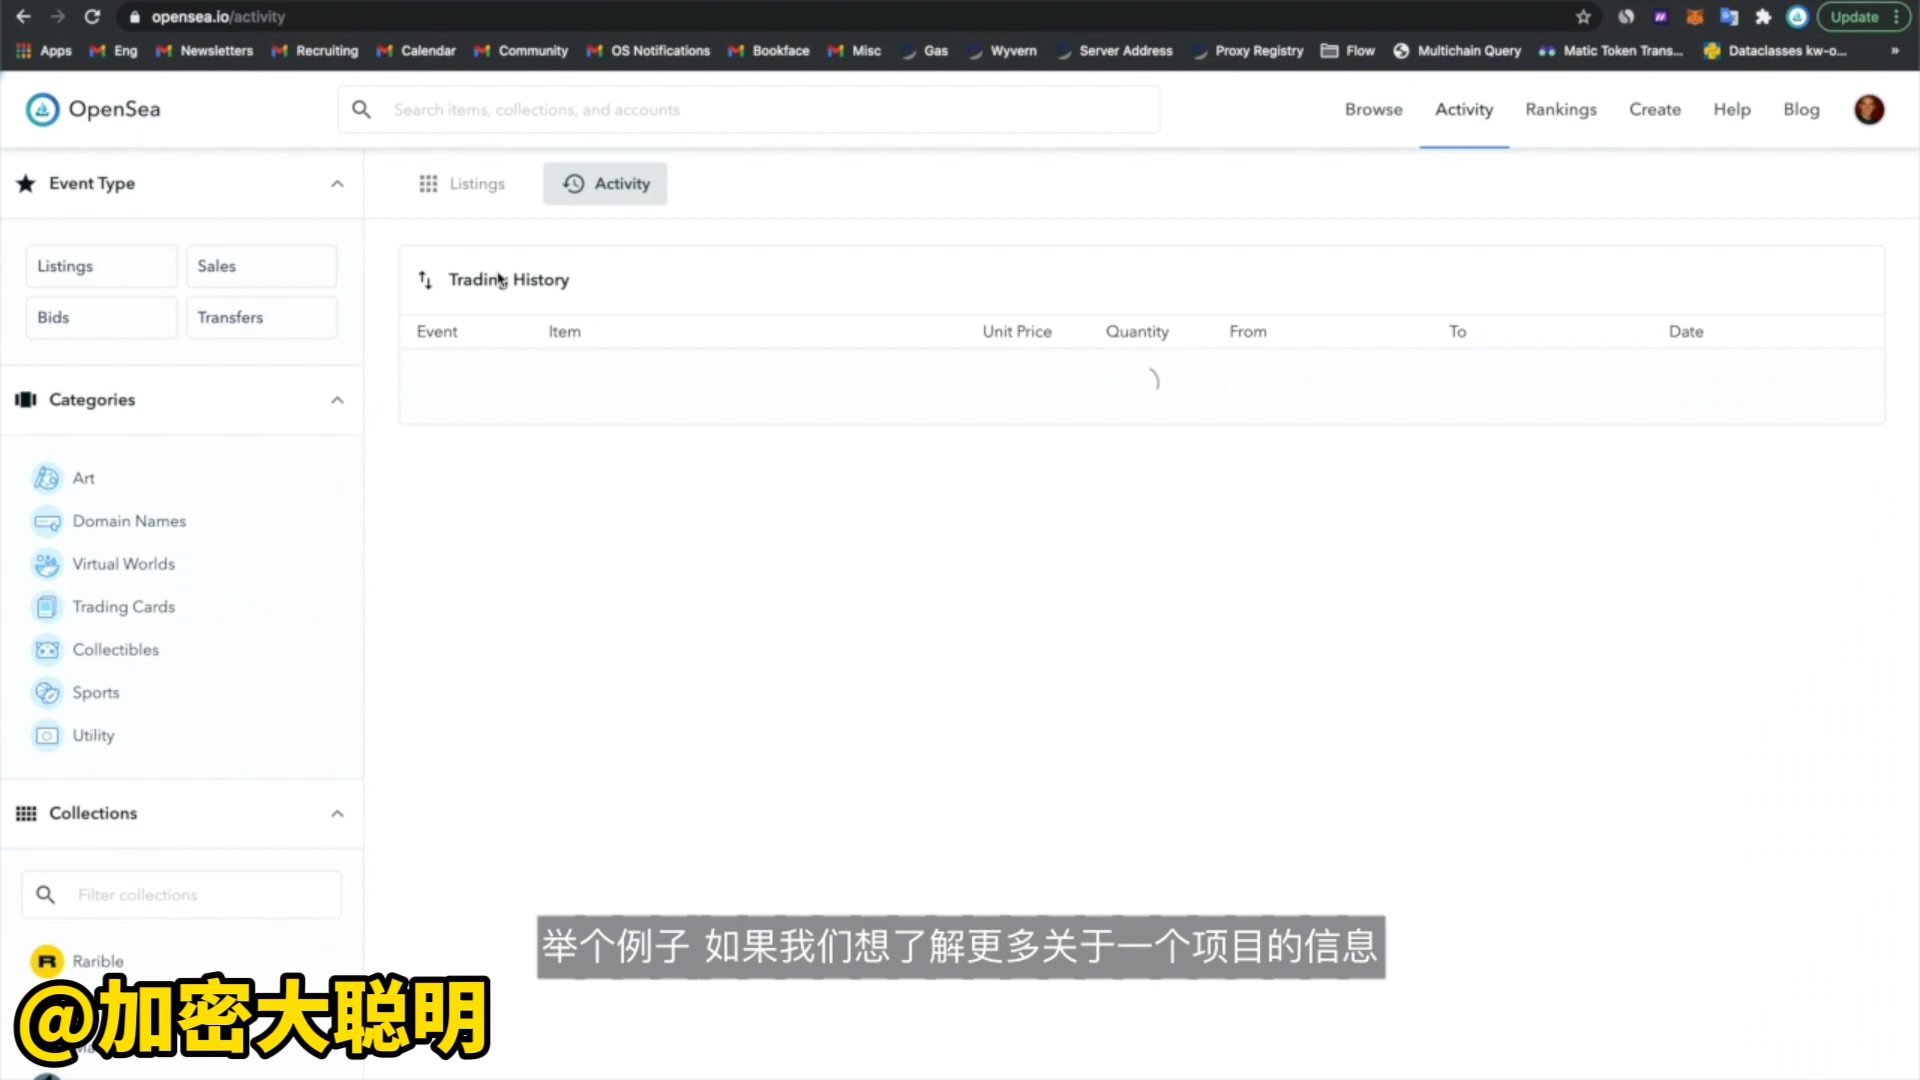 opensea.io/activity
Update
Apps
Eng
Newsletters
Recruiting
Calendar
Community
OS Notifications
Bookface
Misc
Gas
Wyvern
Server Address
Proxy Registry
Flow
Multichain Query
Matic Token Trans...
Dataclasses kw-o...
»
OpenSea
Search items, collections, and accounts
Browse
Activity
Rankings
Create
Help
Blog
Event Type
Listings
Activity
Listings
Sales
Bids
Transfers
Trading History
Event
Item
Unit Price
Quantity
From
To
Date
Categories
Art
Domain Names
Virtual Worlds
Trading Cards
Collectibles
Sports
Utility
Collections
Filter collections
R
Rarible
举个例子 如果我们想了解更多关于一个项目的信息
@加密大聪明